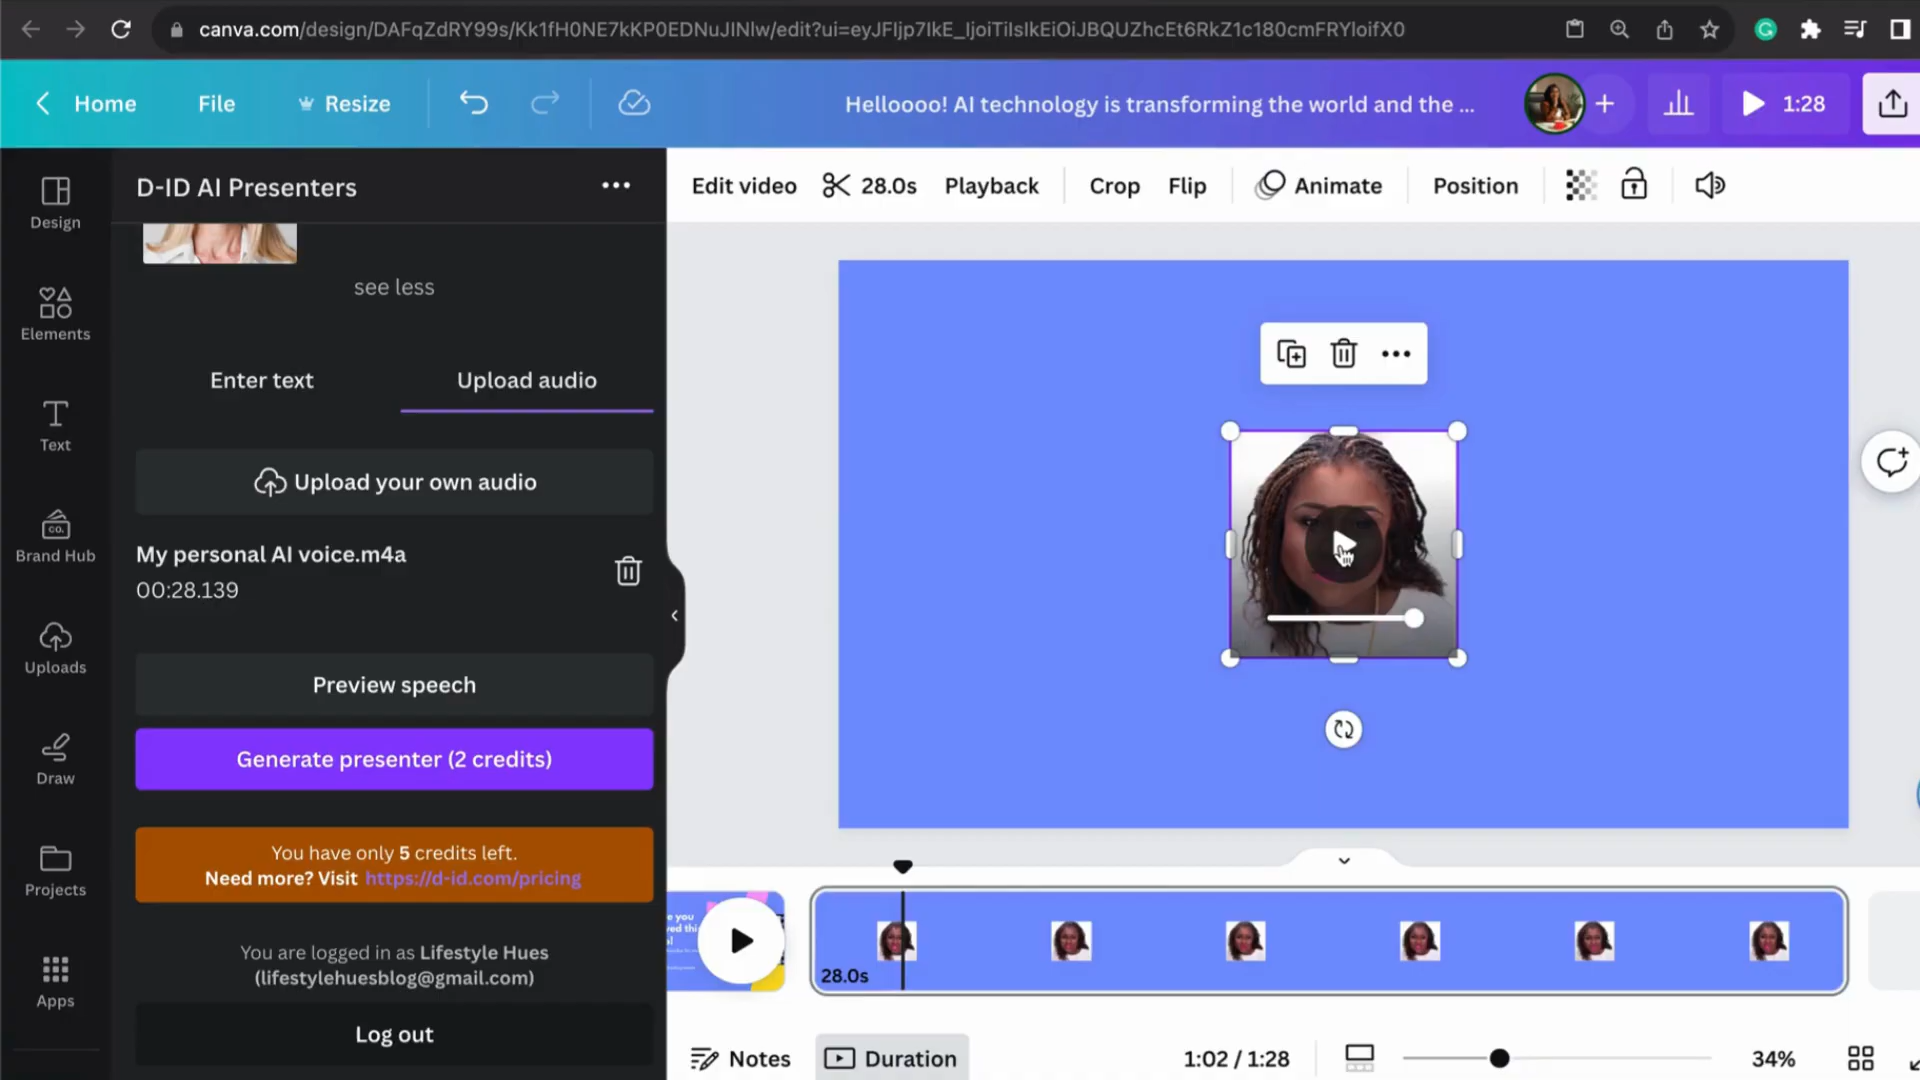 canva.com/design/DAFqZdRY99s/Kk1fH0NE7kKP0EDNuJINlw/edit?ui=eyJFIjp7IkE_IjoiTiIsIkEiOiJBQUZhcEt6RkZ1c180cmFRYloifX0
Home
File
Resize
Helloooo! AI technology is transforming the world and the ...
1:28
D-ID AI Presenters
Edit video
28.0s
Playback
Crop
Flip
Animate
Position
Design
Elements
Text
CO.
Brand Hub
Uploads
Draw
Projects
Apps
see less
Enter text
Upload audio
Upload your own audio
My personal AI voice.m4a
00:28.139
Preview speech
Generate presenter (2 credits)
You have only 5 credits left.
Need more? Visit https://d-id.com/pricing
You are logged in as Lifestyle Hues
(lifestylehuesblog@gmail.com)
Log out
e you
28.0s
Notes
Duration
1:02 / 1:28
34%